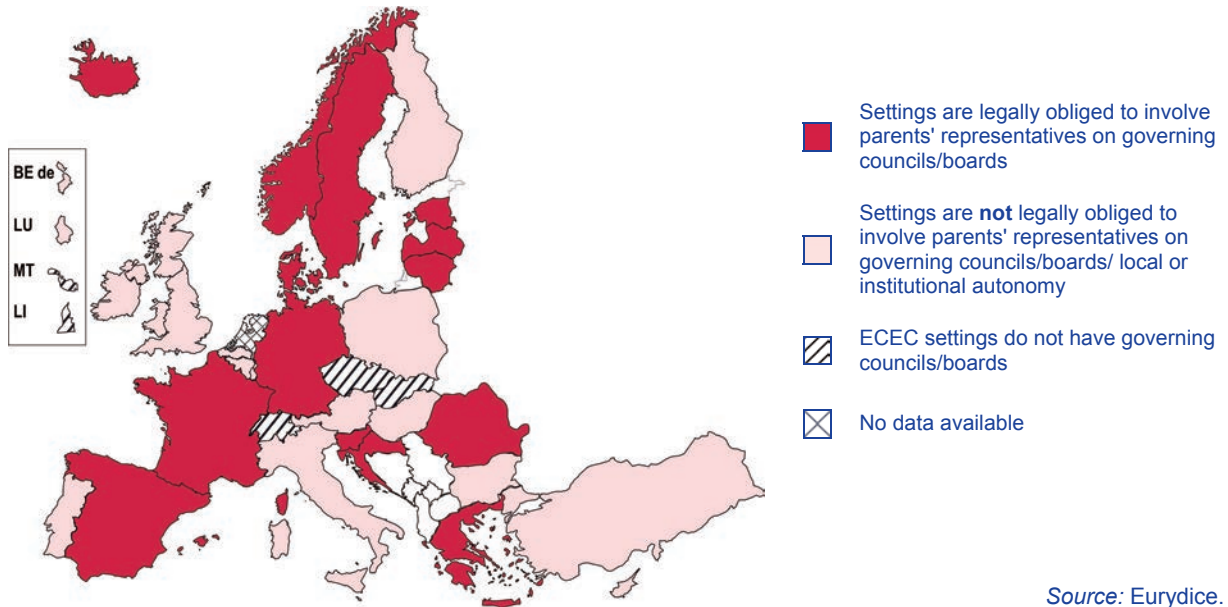 BE de
LU
MT
LI
Settings are legally obliged to involve
parents' representatives on governing
councils/boards
Settings are not legally obliged to
involve parents' representatives on
governing councils/boards/ local or
institutional autonomy
ECEC settings do not have governing
councils/boards
No data available
Source: Eurydice.